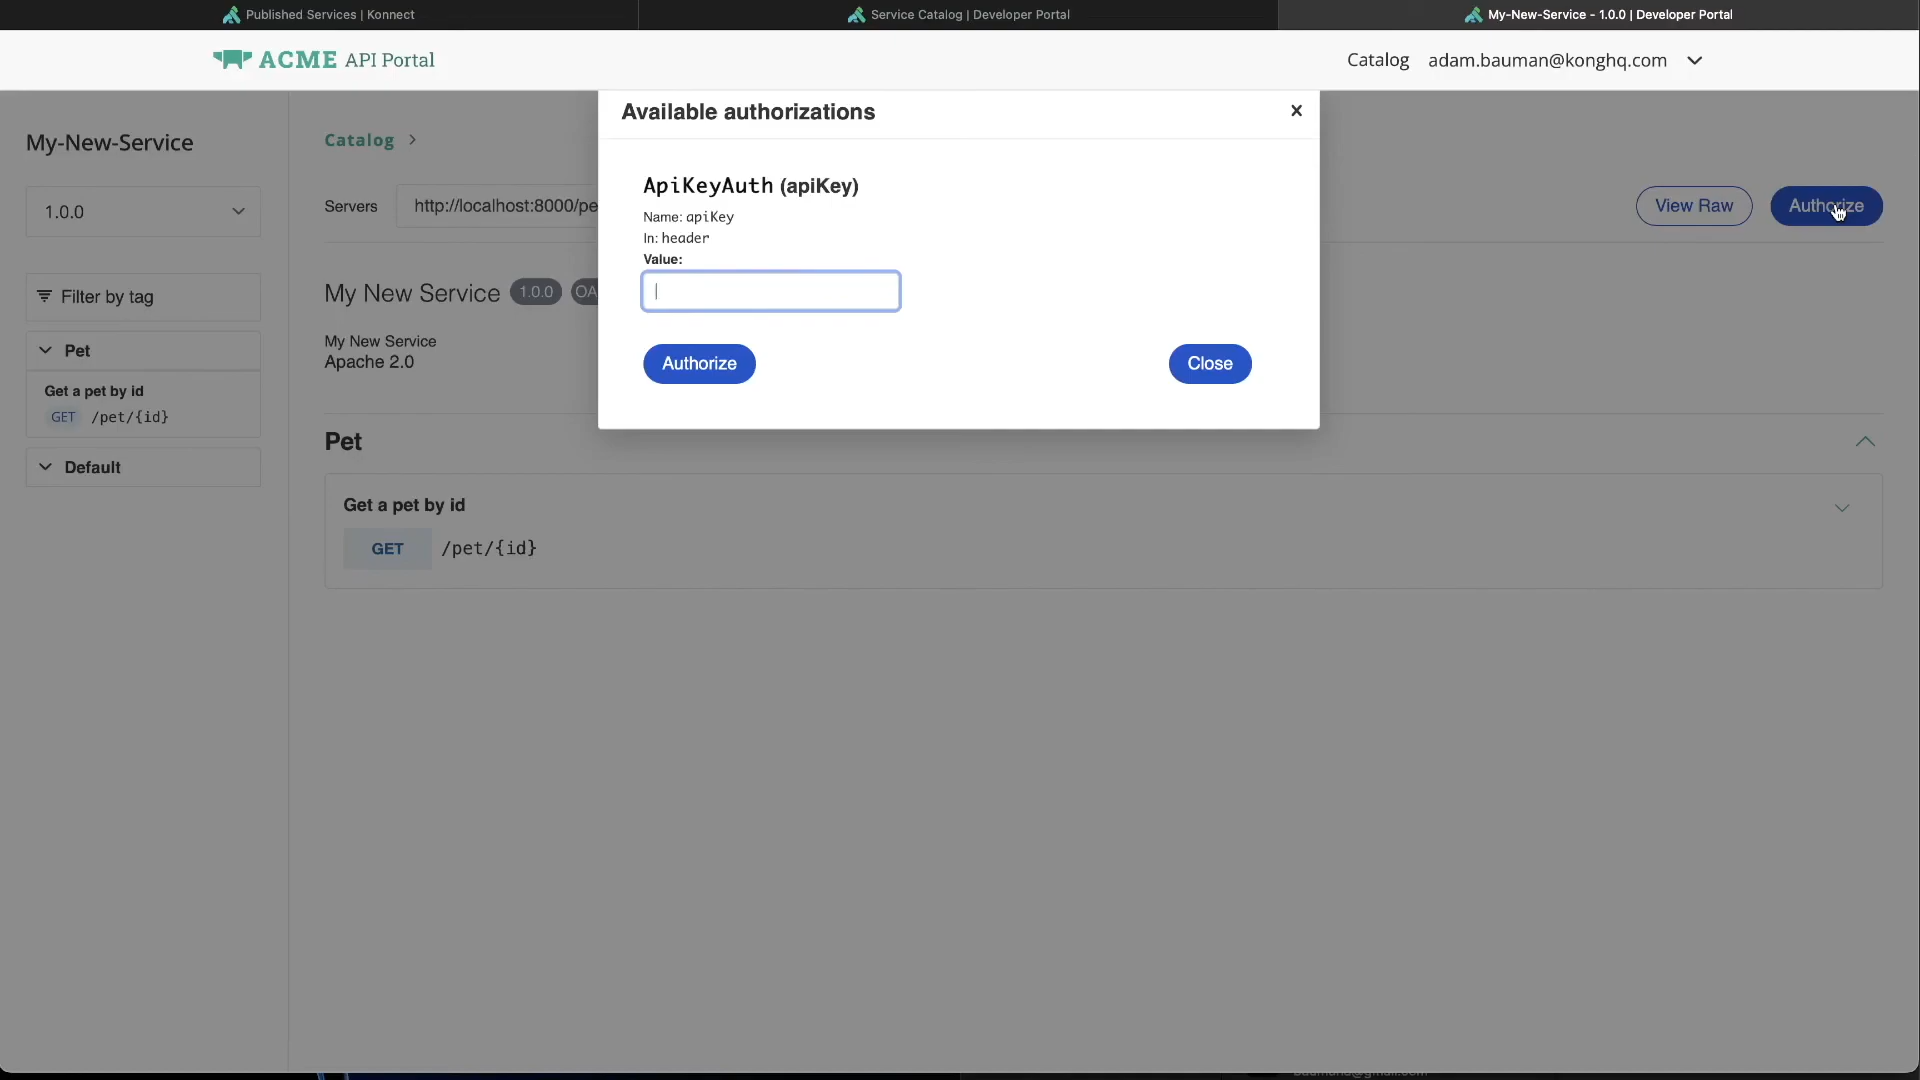 Published Services | Konnect
Service Catalog | Developer Portal
My-New-Service - 1.0.0 | Developer Portal
ACME API Portal
Catalog
adam.bauman@konghq.com
My-New-Service
1.0.0
Filter by tag
Pet
Get a pet by id
GET /pet/{id}
Default
Catalog >
Servers
http://localhost:8000/pe
View Raw
Authorize
My New Service 1.0.0 OA
My New Service
Apache 2.0
Available authorizations
ApiKeyAuth (apiKey)
Name: apiKey
In: header
Value:
Authorize
Close
Pet
Get a pet by id
GET /pet/{id}